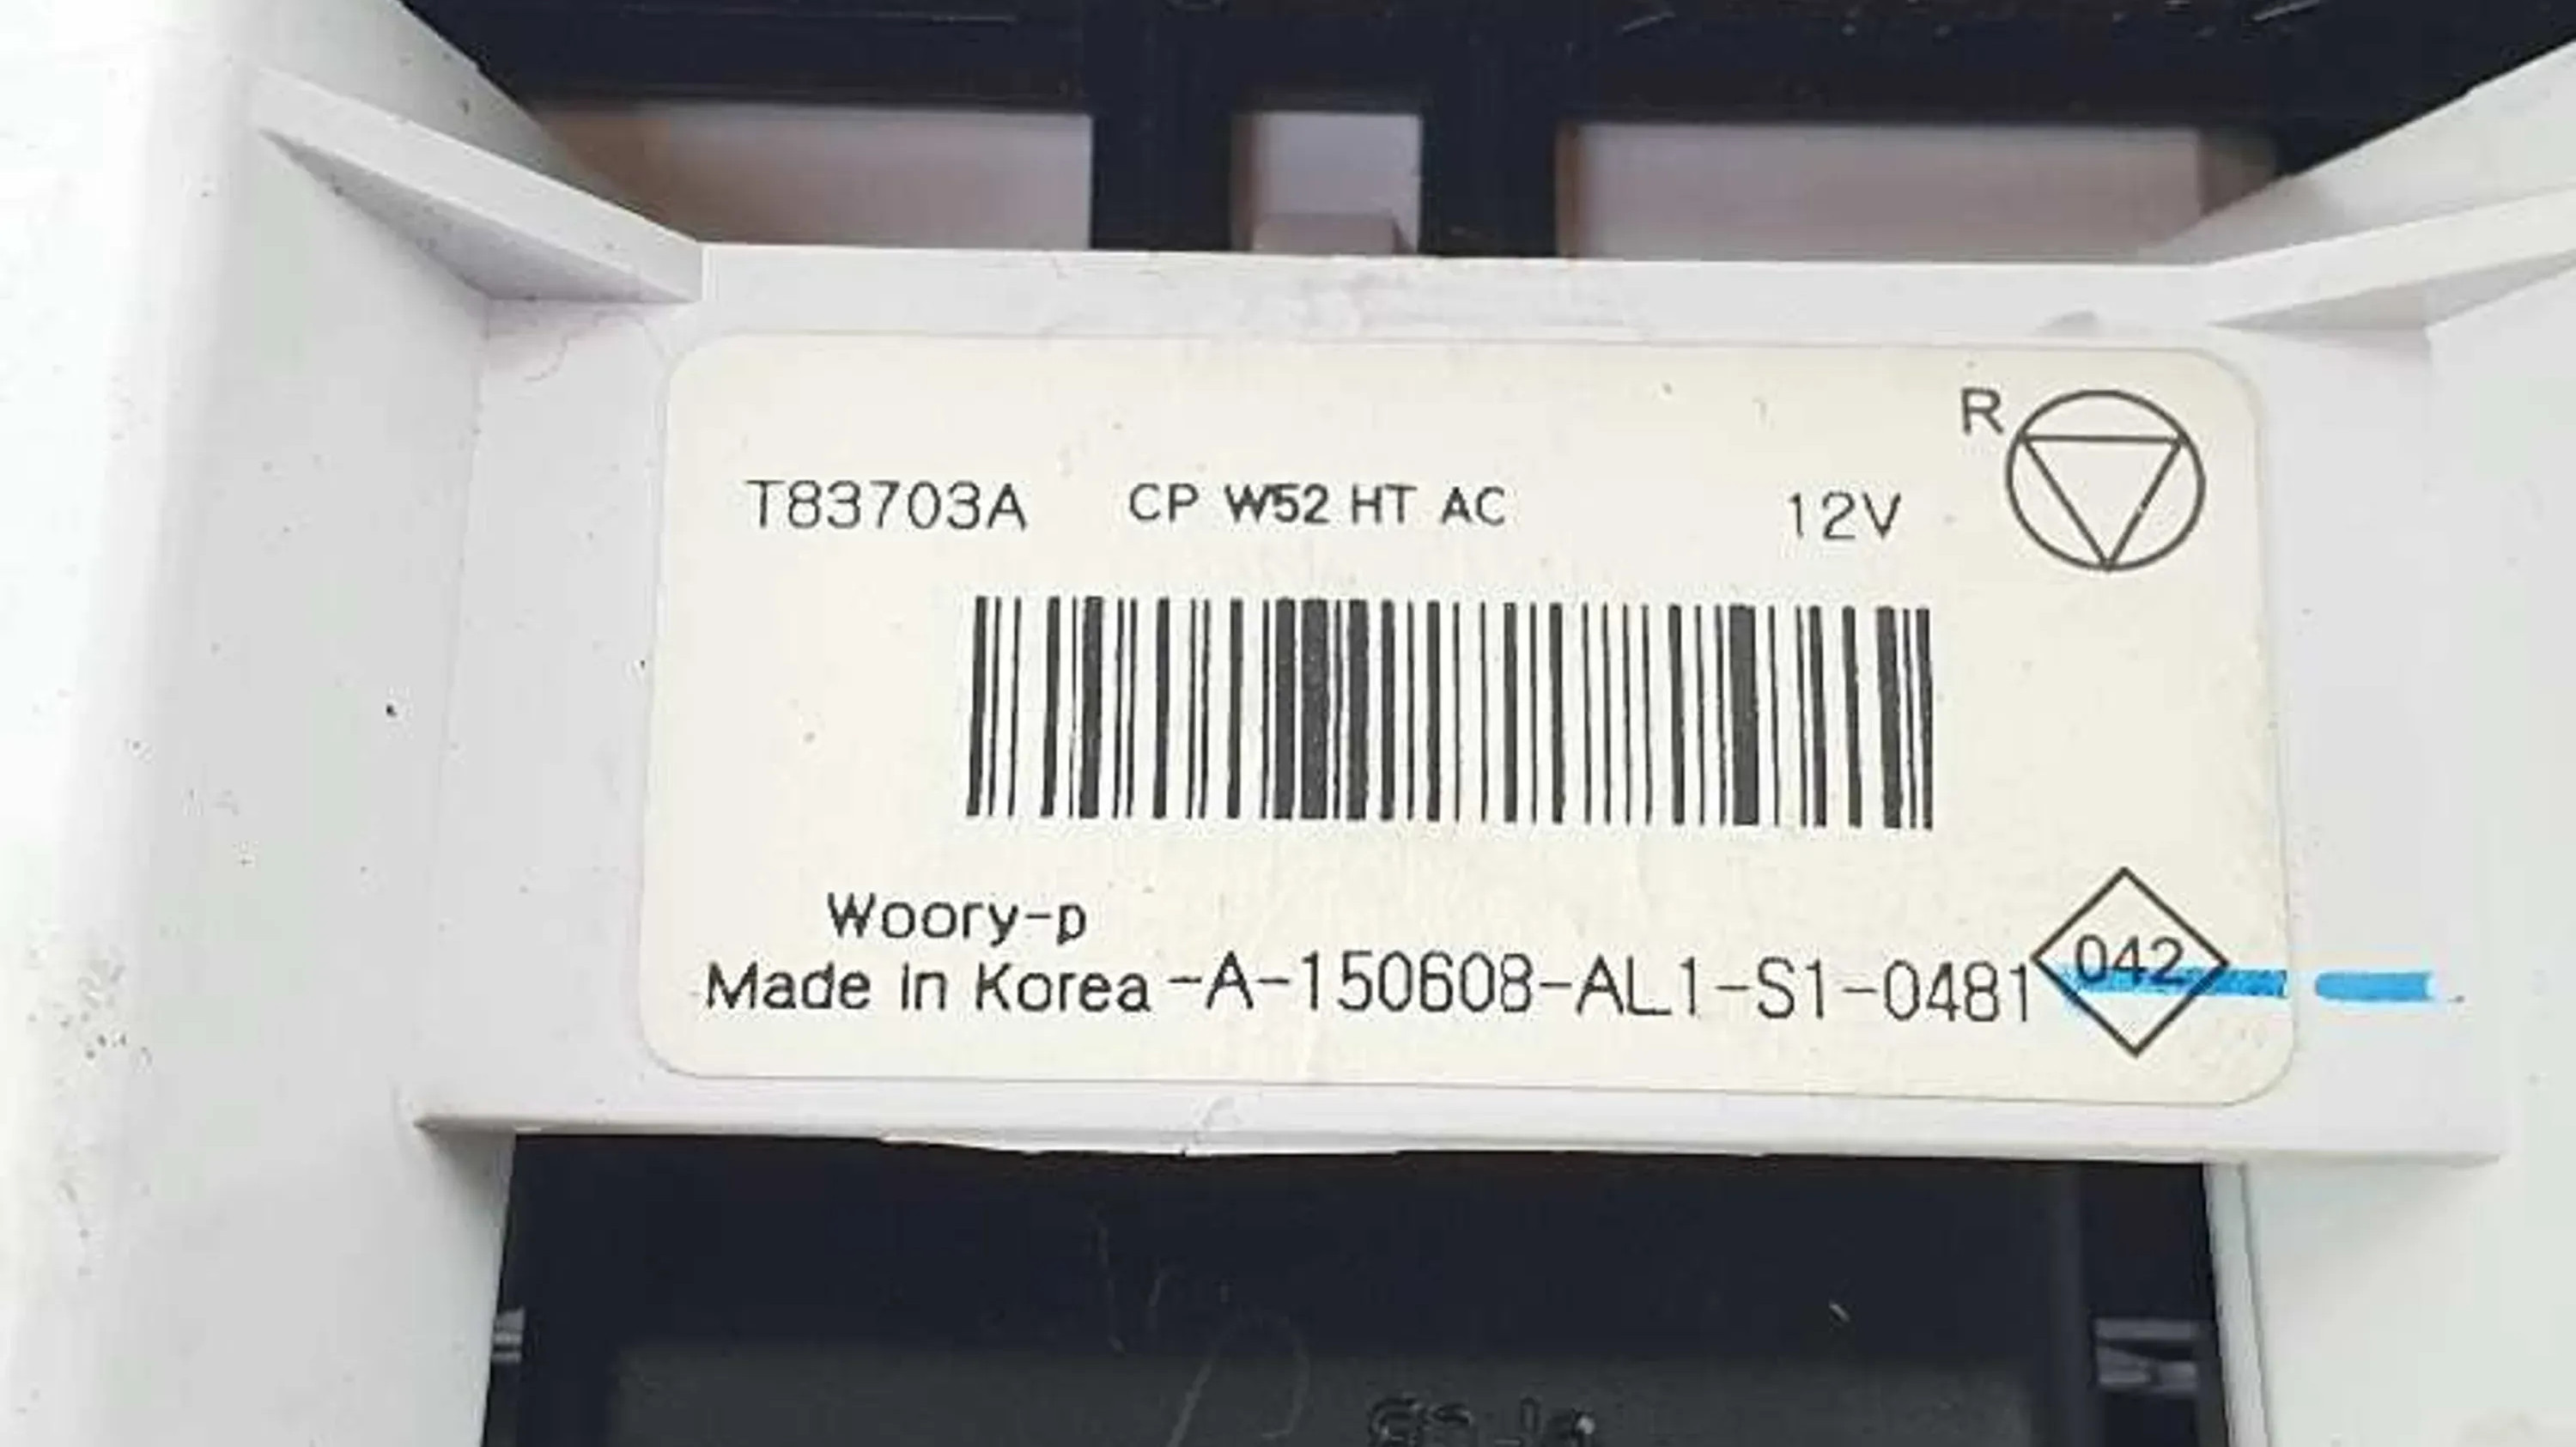 R
T83703A CP W52 HT AC 12V
Woory-p
Made in Korea -A-150608-AL1-S1-0481
042